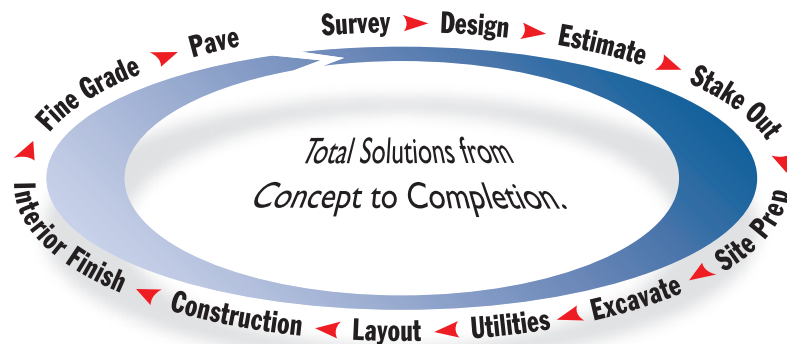 Survey
Design
Estimate
Stake Out
Site Prep
Excavate
Utilities
Layout
Construction
Interior Finish
Fine Grade
Pave
Total Solutions from
Concept to Completion.